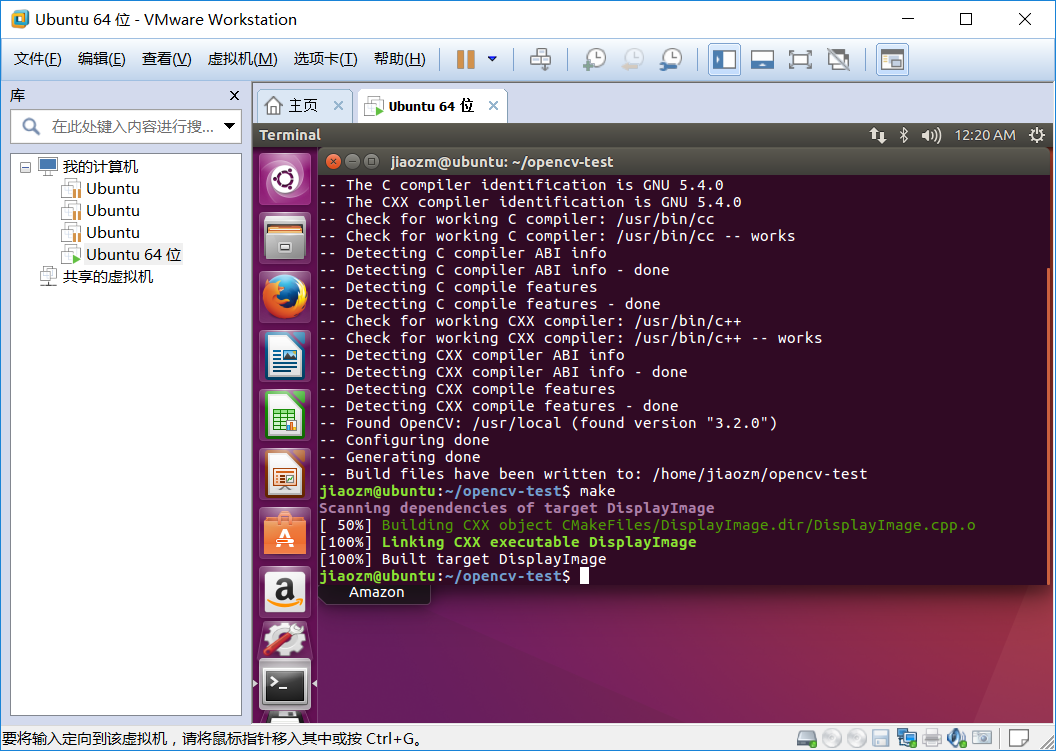 Ubuntu 64 位 - VMware Workstation
文件(F) 编辑(E) 查看(V) 虚拟机(M) 选项卡(T) 帮助(H)
库
在此处键入内容进行搜...
我的计算机
Ubuntu
Ubuntu
Ubuntu
Ubuntu 64 位
共享的虚拟机
主页 Ubuntu 64 位
Terminal 12:20 AM
jiaozm@ubuntu: ~/opencv-test
-- The C compiler identification is GNU 5.4.0
-- The CXX compiler identification is GNU 5.4.0
-- Check for working C compiler: /usr/bin/cc
-- Check for working C compiler: /usr/bin/cc -- works
-- Detecting C compiler ABI info
-- Detecting C compiler ABI info - done
-- Detecting C compile features
-- Detecting C compile features - done
-- Check for working CXX compiler: /usr/bin/c++
-- Check for working CXX compiler: /usr/bin/c++ -- works
-- Detecting CXX compiler ABI info
-- Detecting CXX compiler ABI info - done
-- Detecting CXX compile features
-- Detecting CXX compile features - done
-- Found OpenCV: /usr/local (found version "3.2.0")
-- Configuring done
-- Generating done
-- Build files have been written to: /home/jiaozm/opencv-test
jiaozm@ubuntu:~/opencv-test$ make
Scanning dependencies of target DisplayImage
[ 50%] Building CXX object CMakeFiles/DisplayImage.dir/DisplayImage.cpp.o
[100%] Linking CXX executable DisplayImage
[100%] Built target DisplayImage
jiaozm@ubuntu:~/opencv-test$
Amazon
要将输入定向到该虚拟机，请将鼠标指针移入其中或按 Ctrl+G。